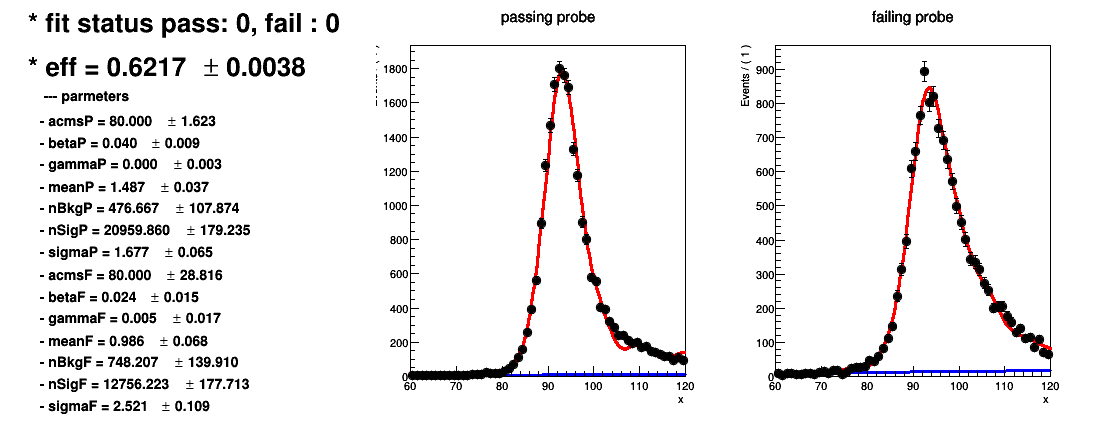 * fit status pass: 0, fail : 0
* eff = 0.6217 ± 0.0038
--- parmeters
- acmsP = 80.000 ± 1.623
- betaP = 0.040 ± 0.009
- gammaP = 0.000 ± 0.003
- meanP = 1.487 ± 0.037
- nBkgP = 476.667 ± 107.874
- nSigP = 20959.860 ± 179.235
- sigmaP = 1.677 ± 0.065
- acmsF = 80.000 ± 28.816
- betaF = 0.024 ± 0.015
- gammaF = 0.005 ± 0.017
- meanF = 0.986 ± 0.068
- nBkgF = 748.207 ± 139.910
- nSigF = 12756.223 ± 177.713
- sigmaF = 2.521 ± 0.109
passing probe
1800
1600
1400
1200
1000
800
600
400
200
0
60 70 80 90 100 110 120
x
failing probe
Events / ( 1 )
900
800
700
600
500
400
300
200
100
0
60 70 80 90 100 110 120
x